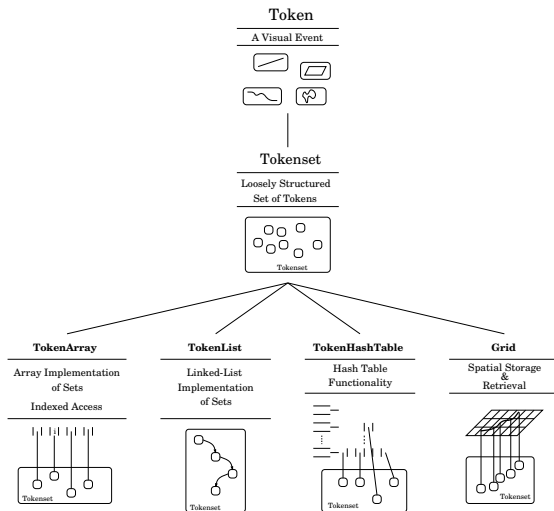 Token
A Visual Event
Tokenset
Loosely Structured
Set of Tokens
Tokenset
TokenArray
Array Implementation
of Sets
Indexed Access
Tokenset
TokenList
Linked-List
Implementation
of Sets
Tokenset
TokenHashTable
Hash Table
Functionality
Tokenset
Grid
Spatial Storage
&
Retrieval
Tokenset